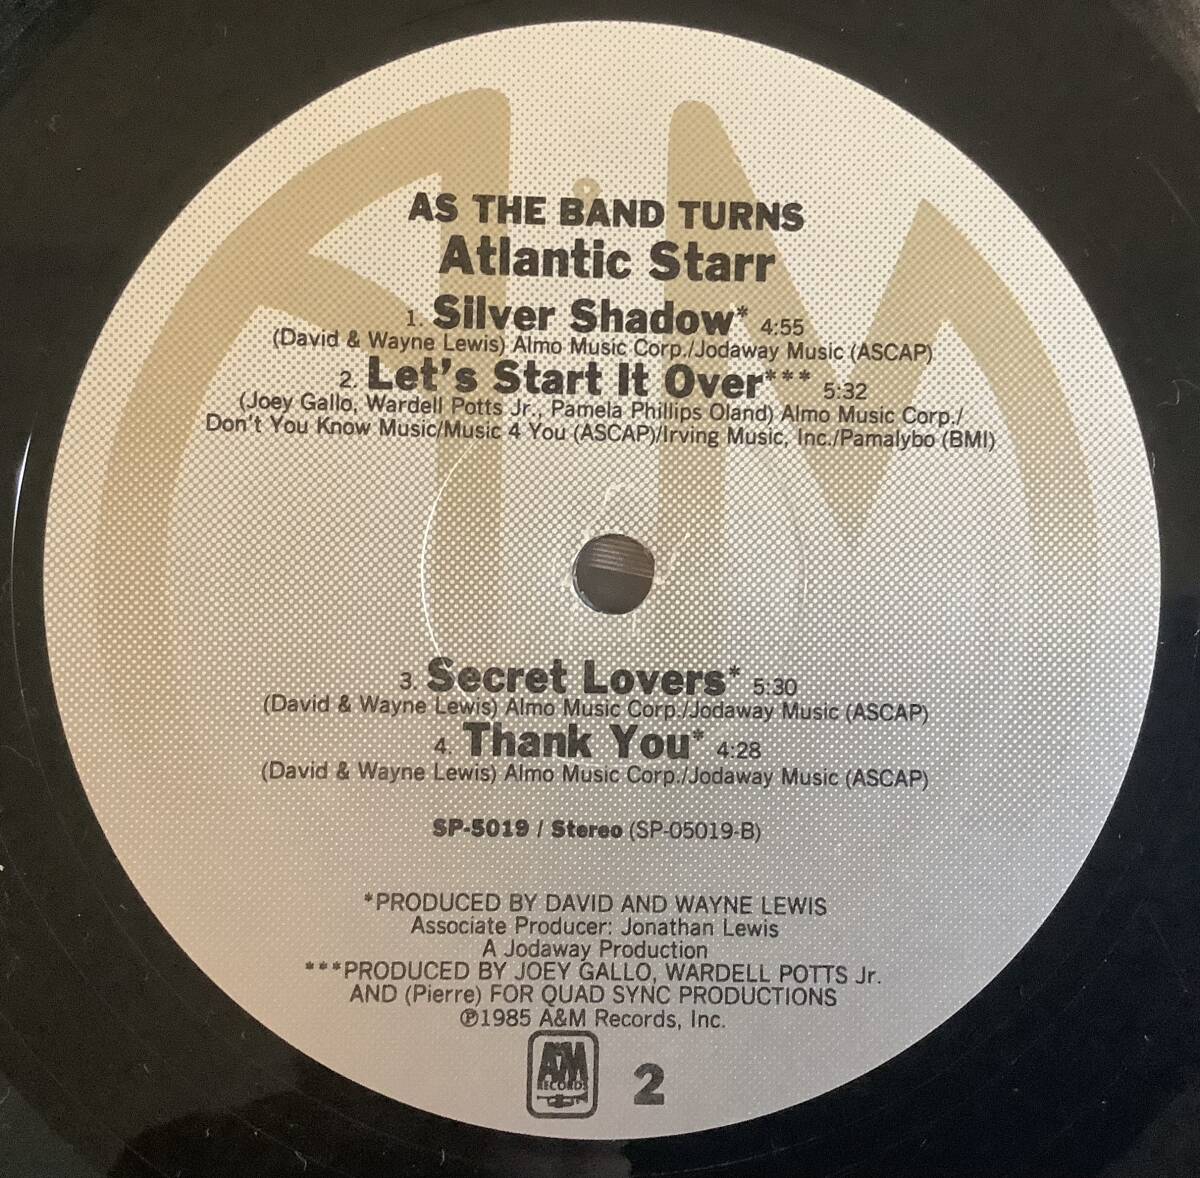 AS THE BAND TURNS
Atlantic Starr
1. Silver Shadow* 4:55
(David & Wayne Lewis) Almo Music Corp./Jodaway Music (ASCAP)
2. Let's Start It Over*** 5:32
(Joey Gallo, Wardell Potts Jr., Pamela Phillips Oland) Almo Music Corp./
Don't You Know Music/Music 4 You (ASCAP)/Irving Music, Inc./Pamalybo (BMI)
3. Secret Lovers* 5:30
(David & Wayne Lewis) Almo Music Corp./Jodaway Music (ASCAP)
4. Thank You* 4:28
(David & Wayne Lewis) Almo Music Corp./Jodaway Music (ASCAP)
SP-5019 / Stereo (SP-05019-B)
*PRODUCED BY DAVID AND WAYNE LEWIS
Associate Producer: Jonathan Lewis
A Jodaway Production
***PRODUCED BY JOEY GALLO, WARDELL POTTS Jr.
AND (Pierre) FOR QUAD SYNC PRODUCTIONS
℗1985 A&M Records, Inc.
A&M
RECORDS
2